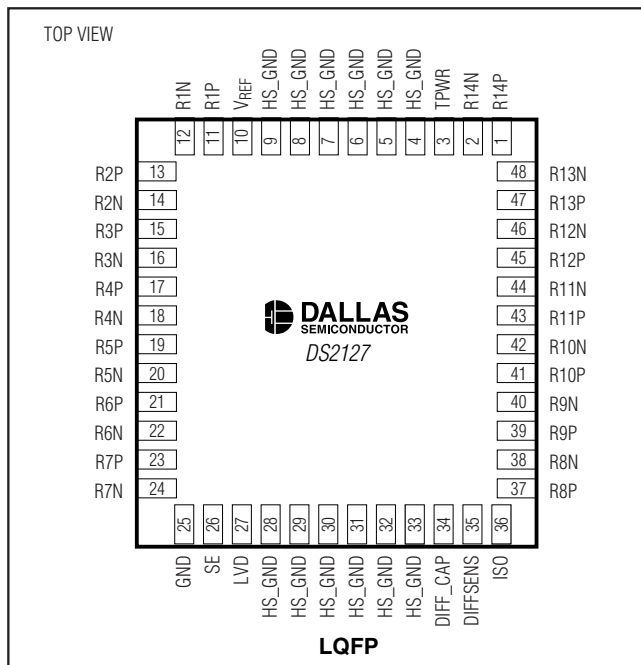 TOP VIEW
R1N R1P VREF HS_GND HS_GND HS_GND HS_GND HS_GND HS_GND TPWR R14N R14P
12 11 10 9 8 7 6 5 4 3 2 1
R2P 13 48 R13N
R2N 14 47 R13P
R3P 15 46 R12N
R3N 16 45 R12P
R4P 17 44 R11N
R4N 18 43 R11P
R5P 19 42 R10N
R5N 20 41 R10P
R6P 21 40 R9N
R6N 22 39 R9P
R7P 23 38 R8N
R7N 24 37 R8P
DALLAS
SEMICONDUCTOR
DS2127
25 26 27 28 29 30 31 32 33 34 35 36
GND SE LVD HS_GND HS_GND HS_GND HS_GND HS_GND HS_GND DIFF_CAP DIFFSENS ISO
LQFP